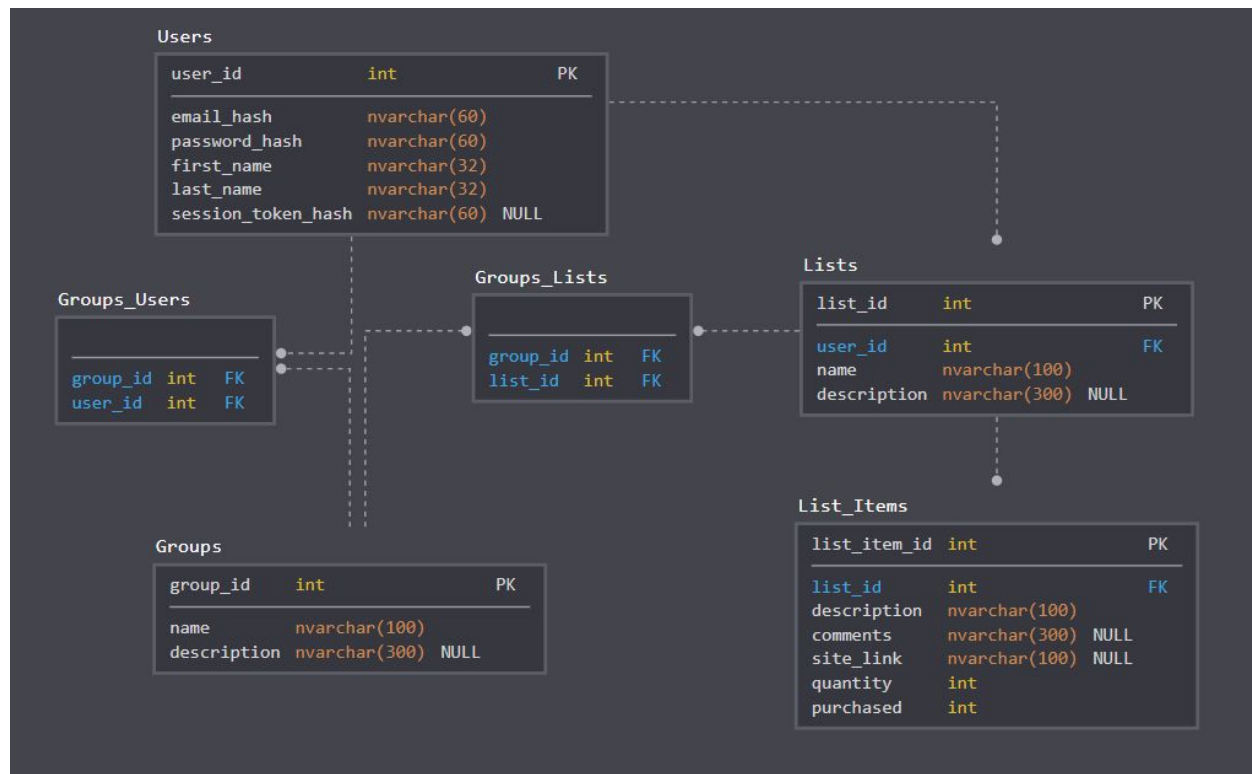 Users
user_id int PK
email_hash nvarchar(60)
password_hash nvarchar(60)
first_name nvarchar(32)
last_name nvarchar(32)
session_token_hash nvarchar(60) NULL
Groups_Users
group_id int FK
user_id int FK
Groups_Lists
group_id int FK
list_id int FK
Lists
list_id int PK
user_id int FK
name nvarchar(100)
description nvarchar(300) NULL
Groups
group_id int PK
name nvarchar(100)
description nvarchar(300) NULL
List_Items
list_item_id int PK
list_id int FK
description nvarchar(100)
comments nvarchar(300) NULL
site_link nvarchar(100) NULL
quantity int
purchased int